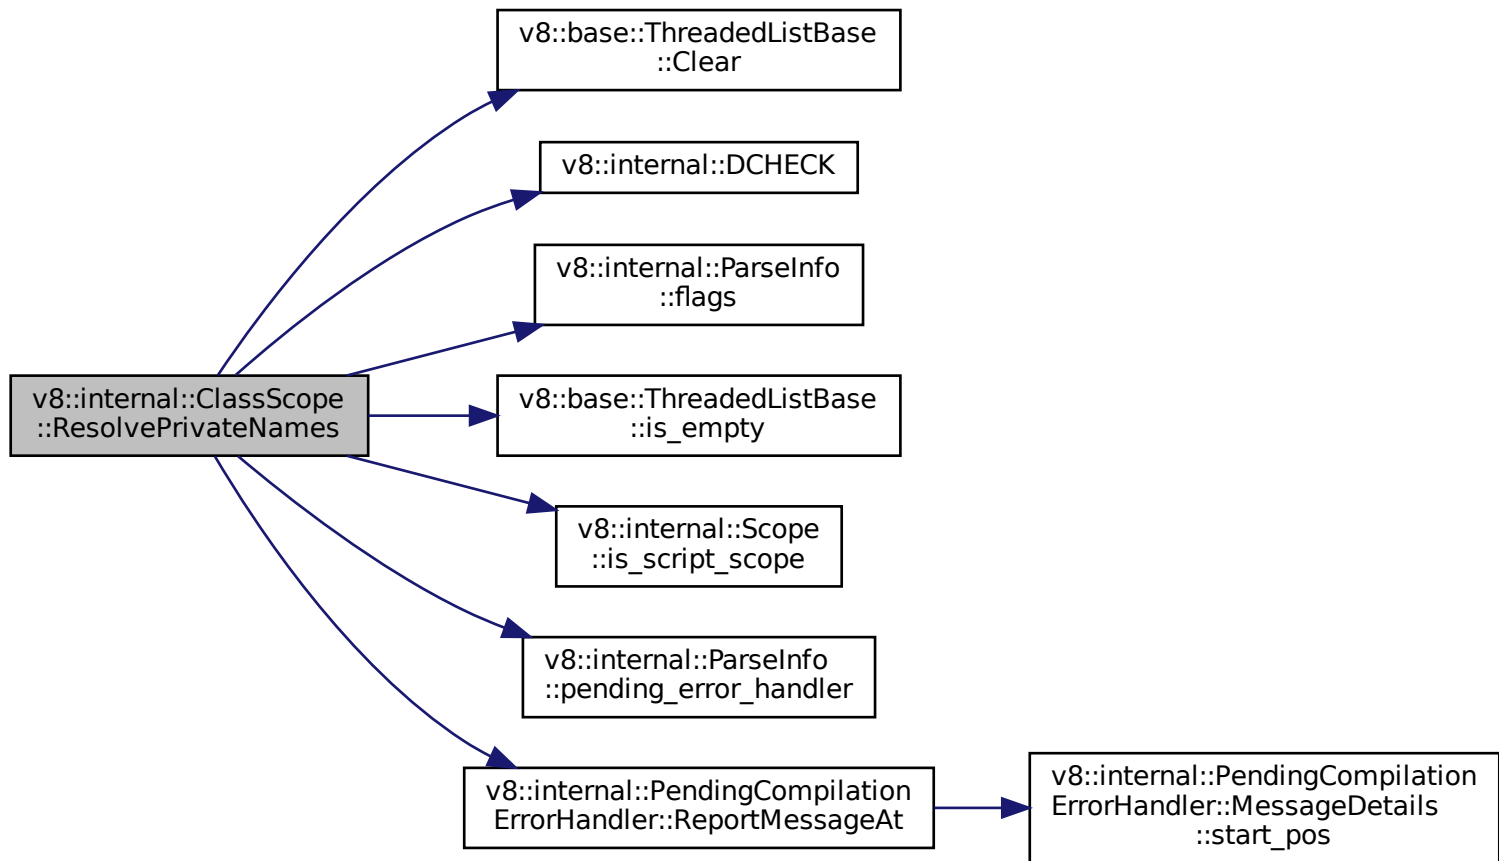 v8::base::ThreadedListBase
::Clear
v8::internal::DCHECK
v8::internal::ParseInfo
::flags
v8::internal::ClassScope
::ResolvePrivateNames
v8::base::ThreadedListBase
::is_empty
v8::internal::Scope
::is_script_scope
v8::internal::ParseInfo
::pending_error_handler
v8::internal::PendingCompilation
ErrorHandler::ReportMessageAt
v8::internal::PendingCompilation
ErrorHandler::MessageDetails
::start_pos